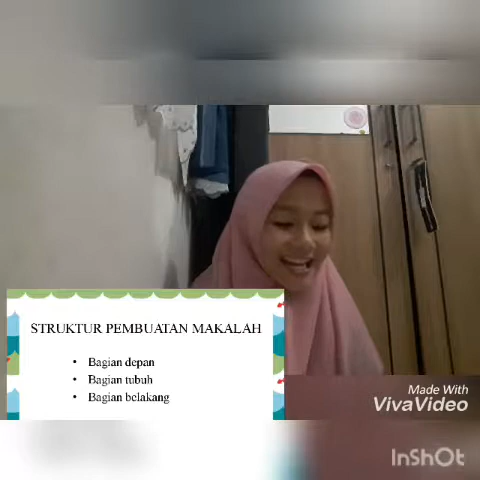 STRUKTUR PEMBUATAN MAKALAH
• Bagian depan
• Bagian tubuh
• Bagian belakang
Made With
VivaVideo
InShOt